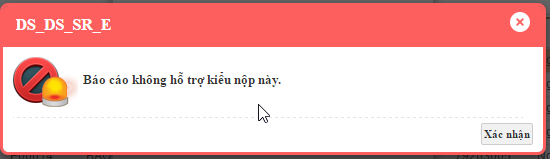 DS_DS_SR_E
Báo cáo không hỗ trợ kiểu nộp này.
Xác nhận